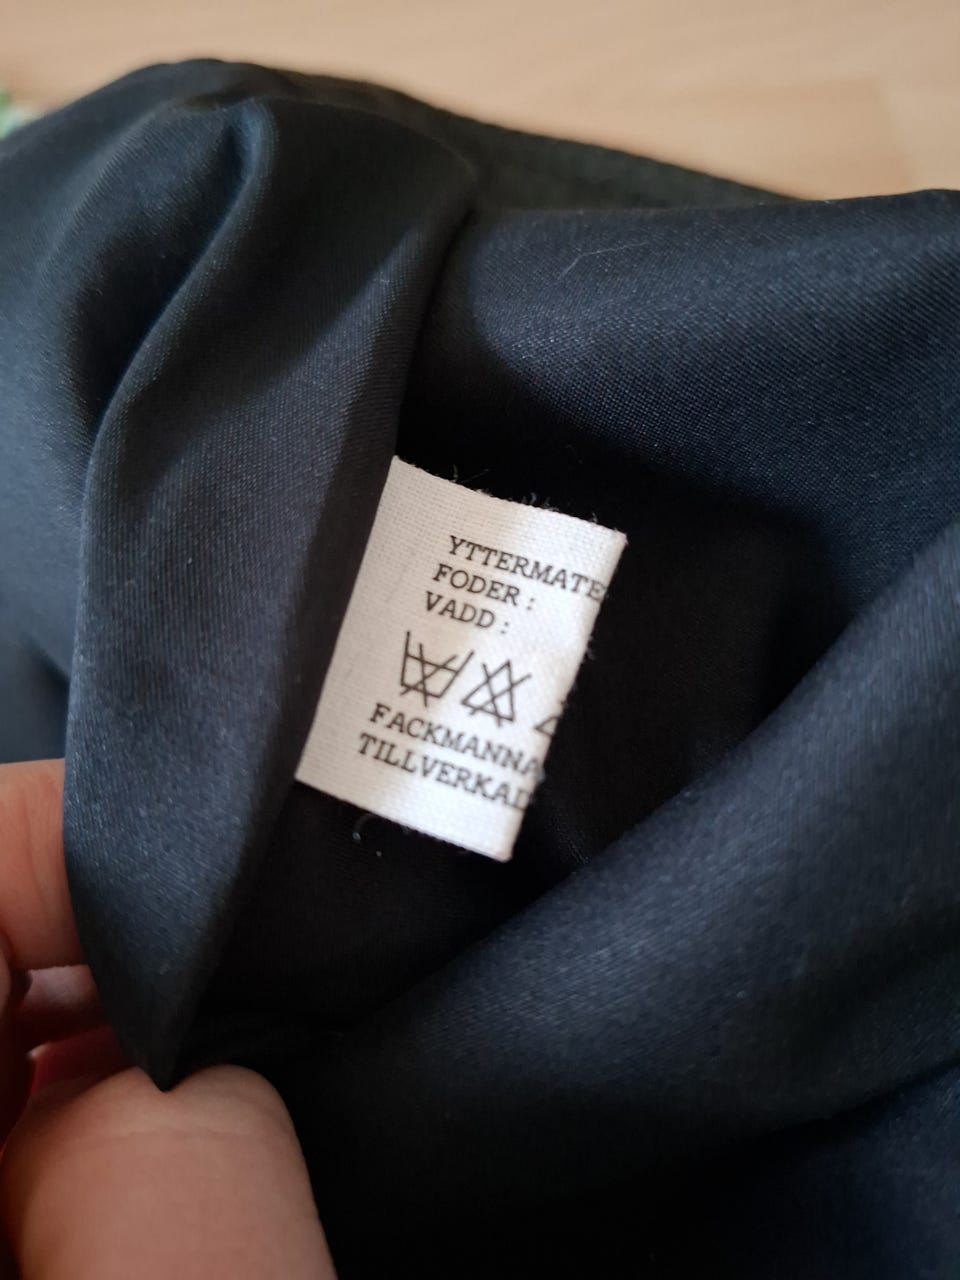 YTTERMATE
FODER :
VADD :
FACKMANNA
TILLVERKAD